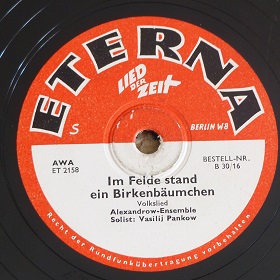 ETERNA
LIED
DER
ZEIT
S
BERLIN W8
AWA
ET 2158
BESTELL-NR.
B 30/16
Im Felde stand
ein Birkenbäumchen
Volkslied
Alexandrow-Ensemble
Solist: Vasilij Pankow
Recht der Rundfunkübertragung vorbehalten